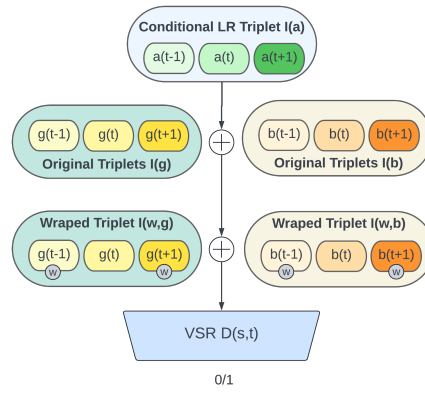 Conditional LR Triplet I(a)
a(t-1) a(t) a(t+1)
g(t-1) g(t) g(t+1)
Original Triplets I(g)
b(t-1) b(t) b(t+1)
Original Triplets I(b)
Wraped Triplet I(w,g)
g(t-1) g(t) g(t+1)
w w
Wraped Triplet I(w,b)
b(t-1) b(t) b(t+1)
w w
VSR D(s,t)
0/1